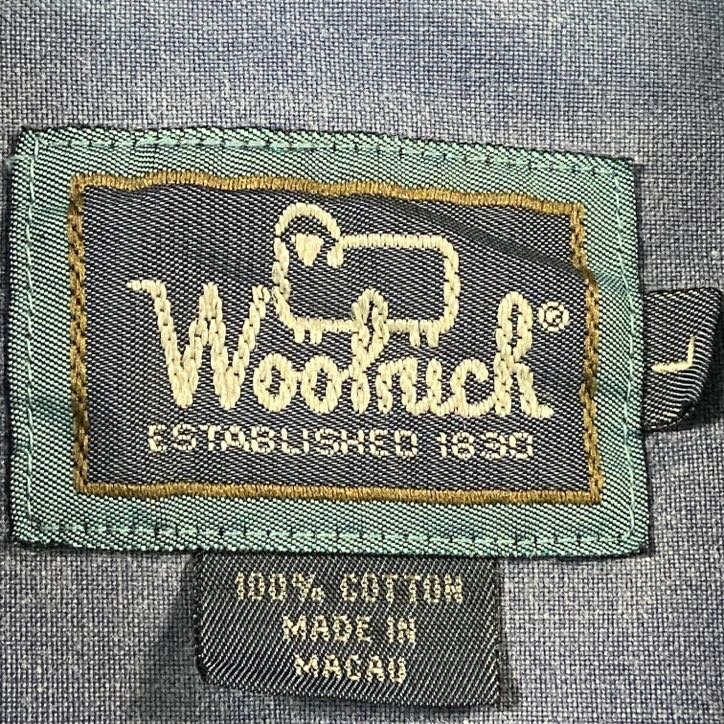 Woolrich®
ESTABLISHED 1830
L
100% COTTON
MADE IN
MACAU